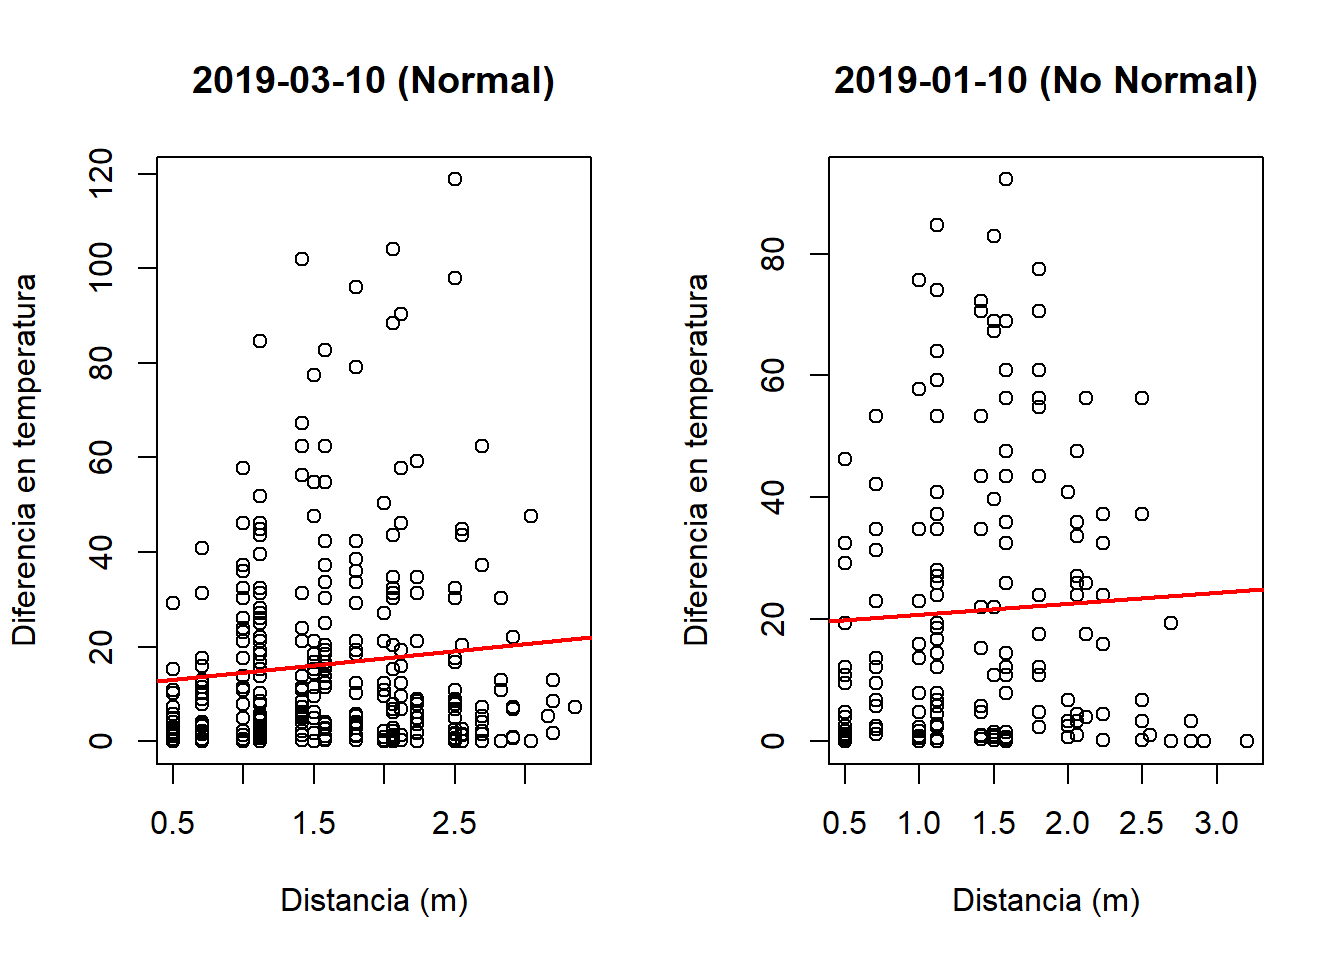 2019-03-10 (Normal)
Diferencia en temperatura
0 20 40 60 80 100 120
0.5 1.5 2.5
Distancia (m)
2019-01-10 (No Normal)
Diferencia en temperatura
0 20 40 60 80
0.5 1.0 1.5 2.0 2.5 3.0
Distancia (m)